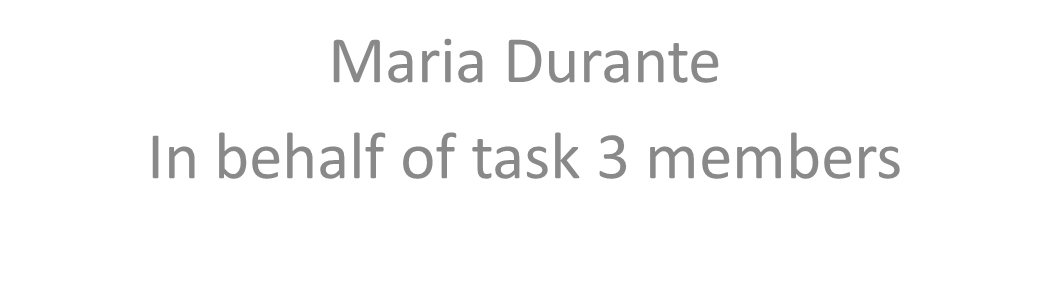 Maria Durante
In behalf of task 3 members